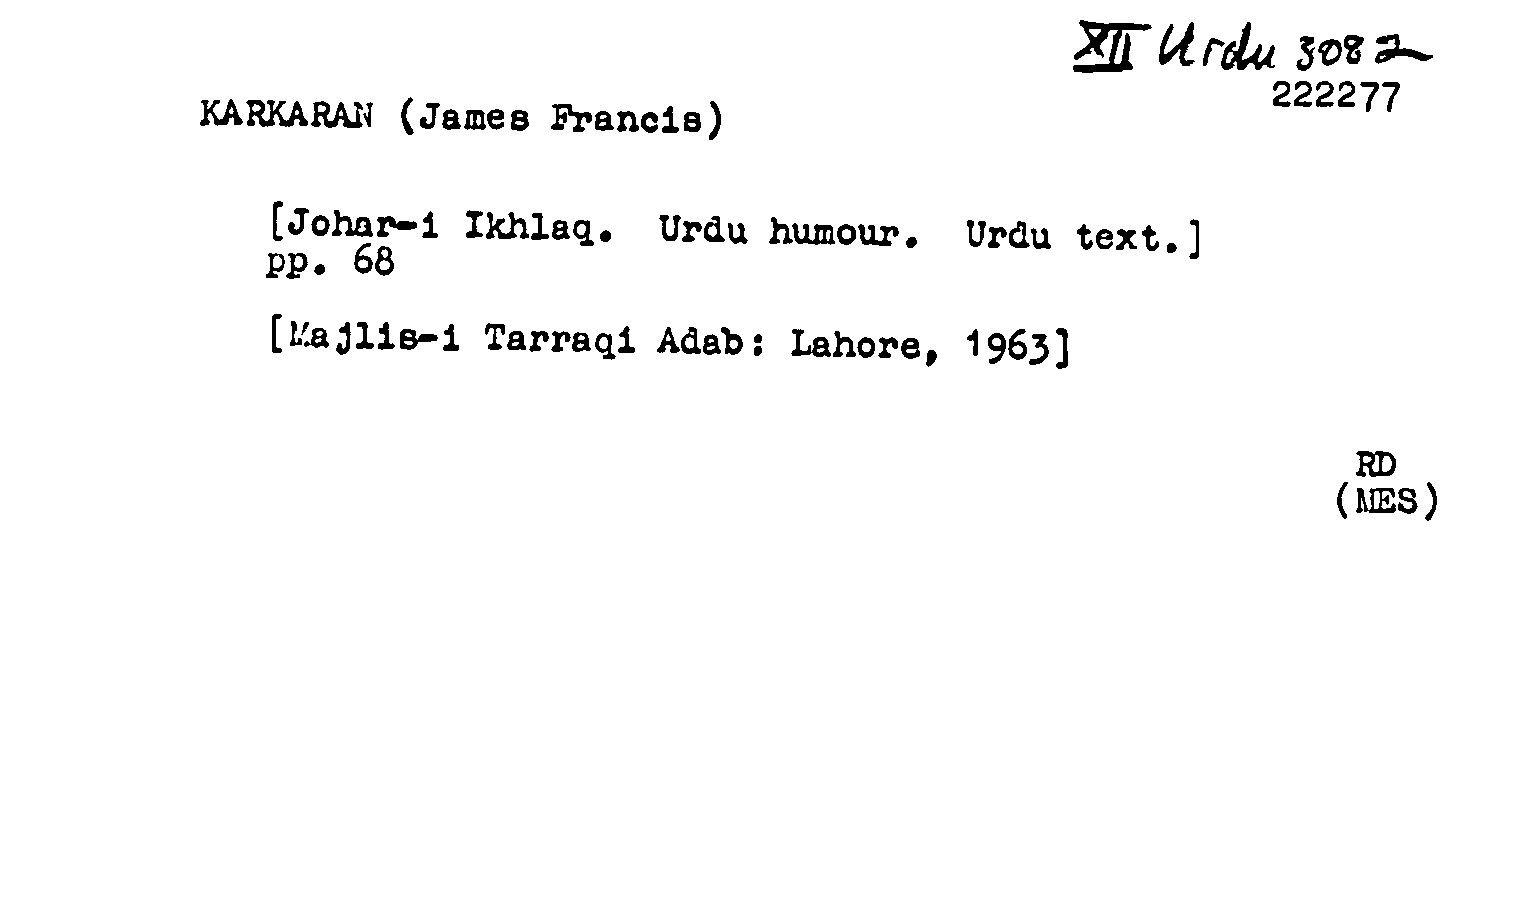 XII Urdu 3082
222277
KARKARAN (James Francis)
[Johar-i Ikhlaq. Urdu humour. Urdu text.]
pp. 68
[Majlis-i Tarraqi Adab: Lahore, 1963]
RD
(MES)